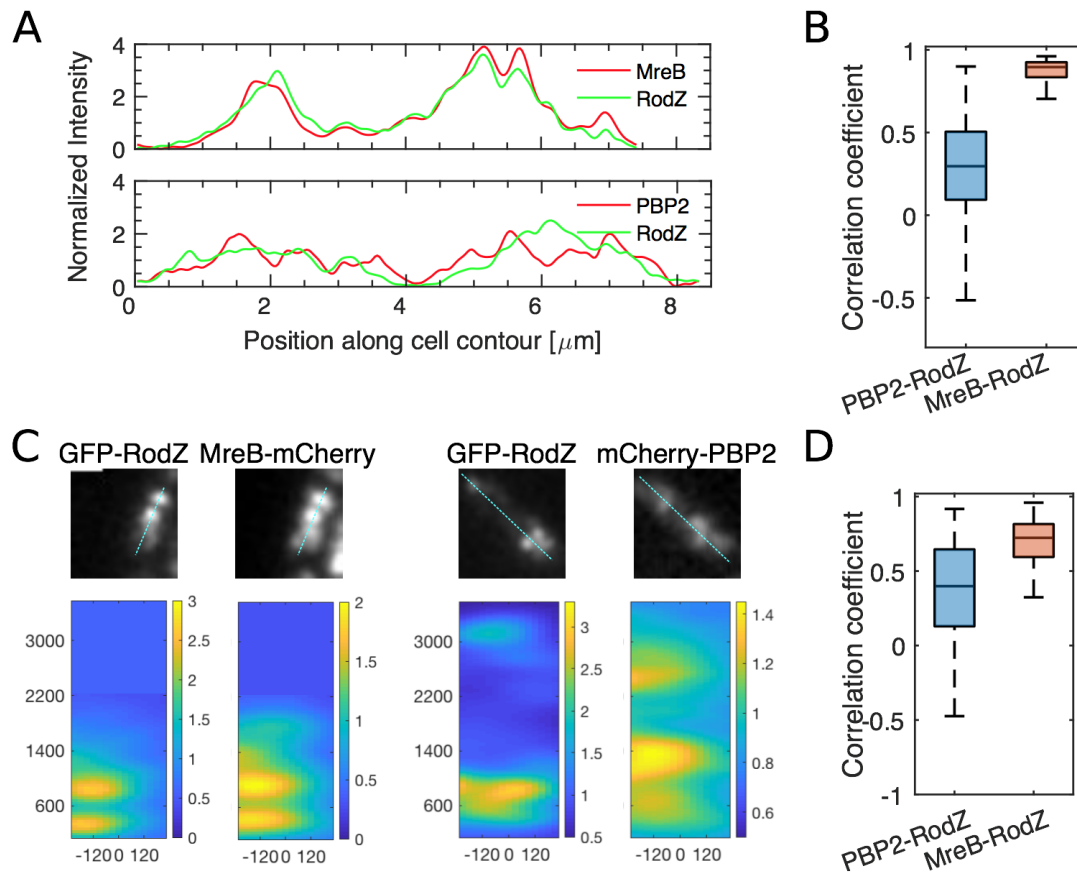 A
B
4
2
0
MreB
RodZ
4
2
0
PBP2
RodZ
Normalized Intensity
0
2
4
6
8
Position along cell contour [μm]
1
0.5
0
-0.5
Correlation coefficient
PBP2-RodZ
MreB-RodZ
C
D
GFP-RodZ
MreB-mCherry
GFP-RodZ
mCherry-PBP2
3000
2200
1400
600
-120 0 120
3
2.5
2
1.5
1
0.5
0
-120 0 120
2
1.5
1
0.5
0
3000
2200
1400
600
-120 0 120
3
2.5
2
1.5
1
0.5
-120 0 120
1.4
1.2
1
0.8
0.6
1
0.5
0
-0.5
-1
Correlation coefficient
PBP2-RodZ
MreB-RodZ